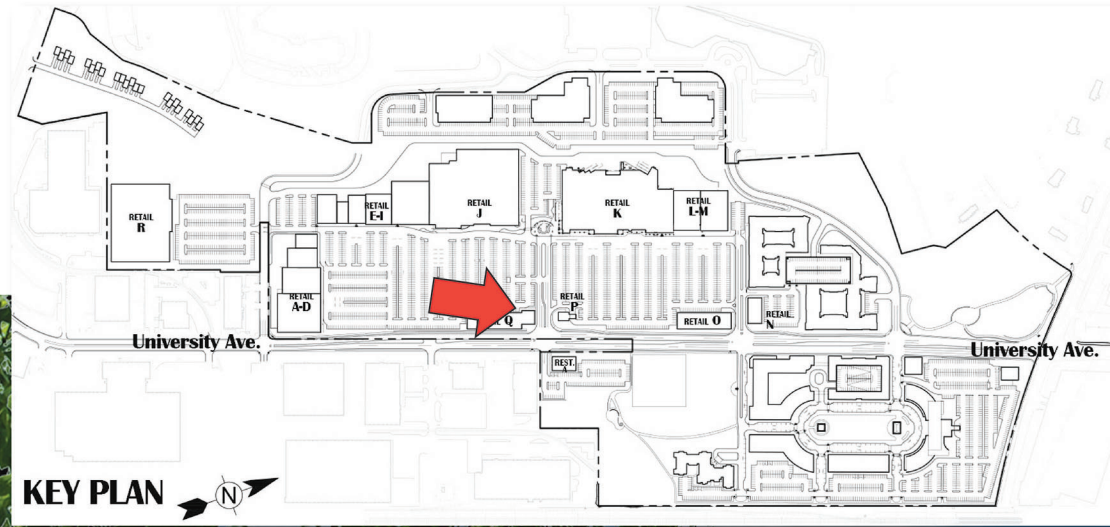 RETAIL
R
RETAIL
E-I
RETAIL
J
RETAIL
K
RETAIL
L-M
RETAIL
A-D
Q
RETAIL
P
RETAIL O
RETAIL
N
University Ave.
University Ave.
REST.
A
KEY PLAN
N